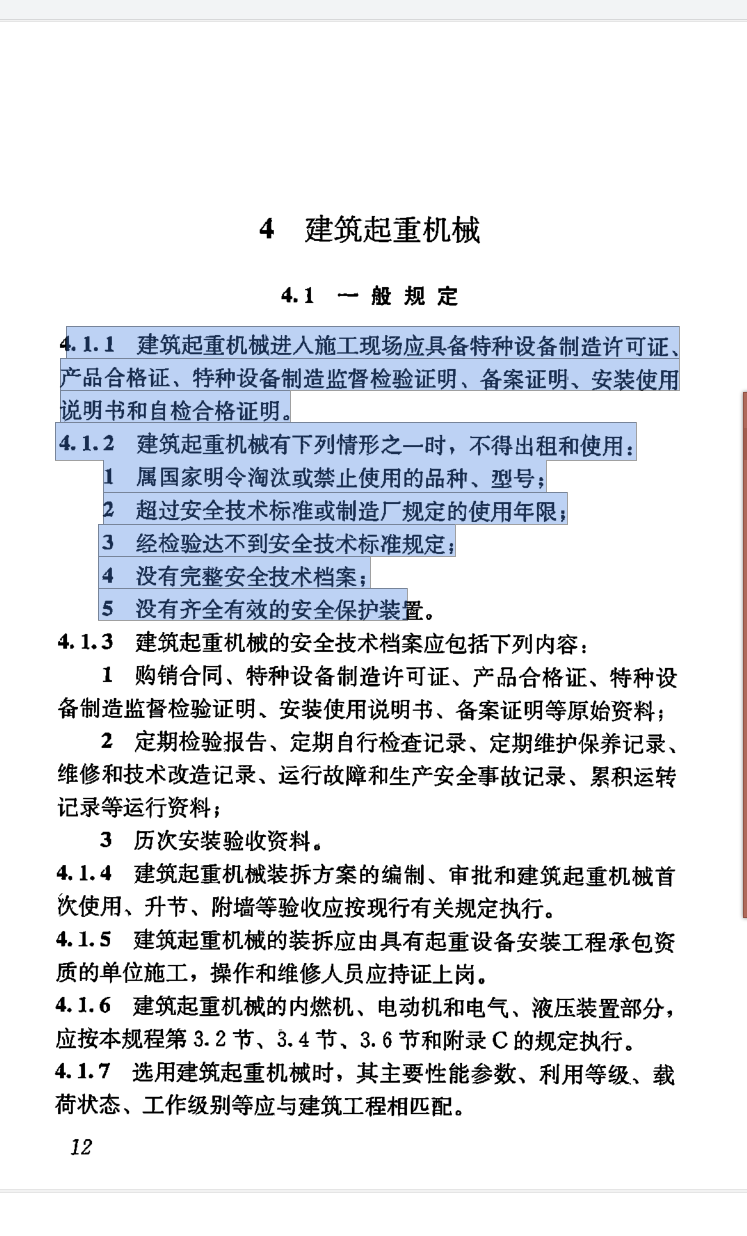 4 建筑起重机械
4.1 一般规定
4.1.1 建筑起重机械进入施工现场应具备特种设备制造许可证、
产品合格证、特种设备制造监督检验证明、备案证明、安装使用
说明书和自检合格证明。
4.1.2 建筑起重机械有下列情形之一时，不得出租和使用：
1 属国家明令淘汰或禁止使用的品种、型号；
2 超过安全技术标准或制造厂规定的使用年限；
3 经检验达不到安全技术标准规定；
4 没有完整安全技术档案；
5 没有齐全有效的安全保护装置。
4.1.3 建筑起重机械的安全技术档案应包括下列内容：
1 购销合同、特种设备制造许可证、产品合格证、特种设
备制造监督检验证明、安装使用说明书、备案证明等原始资料；
2 定期检验报告、定期自行检查记录、定期维护保养记录、
维修和技术改造记录、运行故障和生产安全事故记录、累积运转
记录等运行资料；
3 历次安装验收资料。
4.1.4 建筑起重机械装拆方案的编制、审批和建筑起重机械首
次使用、升节、附墙等验收应按现行有关规定执行。
4.1.5 建筑起重机械的装拆应由具有起重设备安装工程承包资
质的单位施工，操作和维修人员应持证上岗。
4.1.6 建筑起重机械的内燃机、电动机和电气、液压装置部分，
应按本规程第 3.2 节、3.4 节、3.6 节和附录 C 的规定执行。
4.1.7 选用建筑起重机械时，其主要性能参数、利用等级、载
荷状态、工作级别等应与建筑工程相匹配。
12